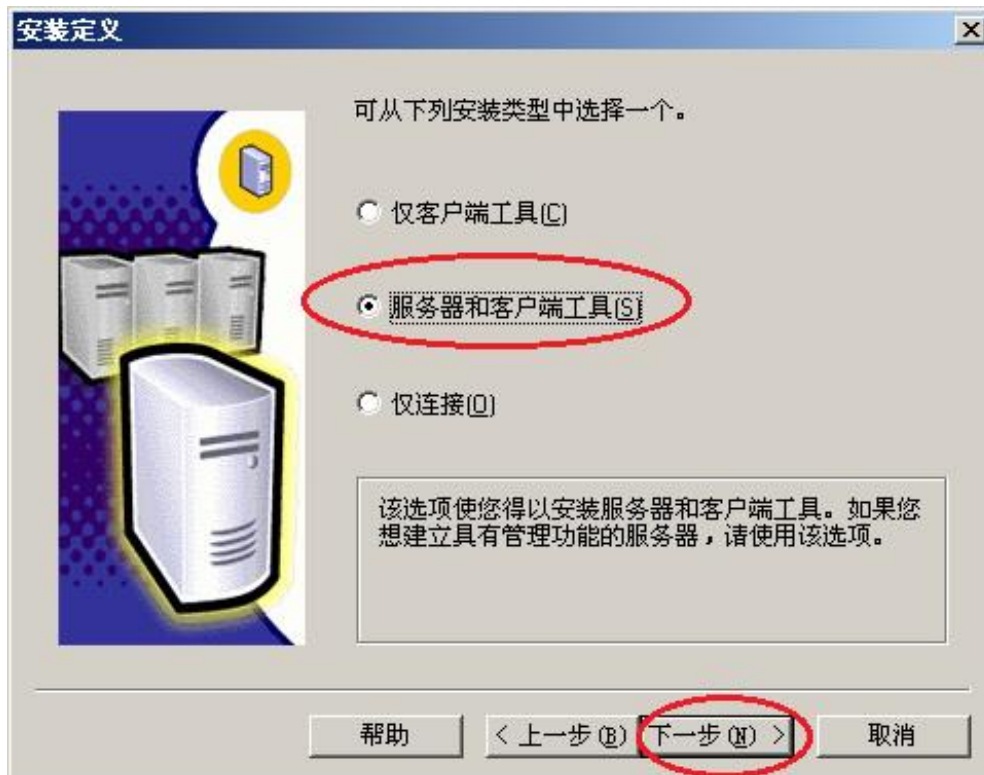 安装定义
可从下列安装类型中选择一个。
仅客户端工具(C)
服务器和客户端工具(S)
仅连接(O)
该选项使您得以安装服务器和客户端工具。如果您
想建立具有管理功能的服务器，请使用该选项。
帮助 < 上一步(B) 下一步(N) > 取消